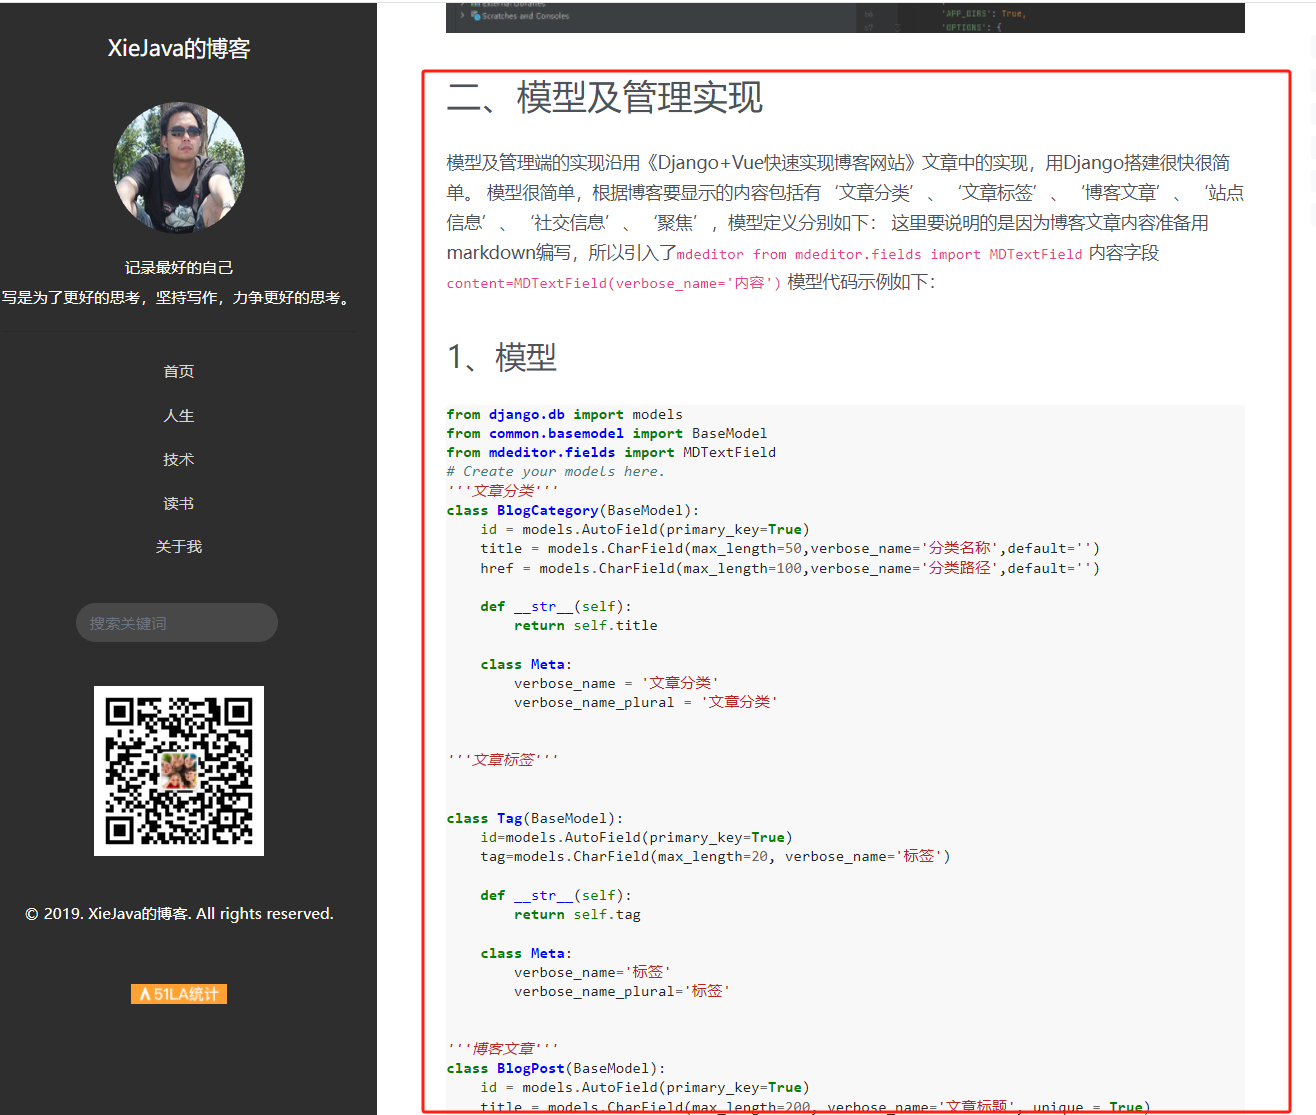 XieJava的博客
记录最好的自己
写是为了更好的思考，坚持写作，力争更好的思考。
首页
人生
技术
读书
关于我
搜索关键词
© 2019. XieJava的博客. All rights reserved.
51LA统计
External Libraries
Scratches and Consoles
66
'APP_DIRS': True,
67
'OPTIONS': {
二、模型及管理实现
模型及管理端的实现沿用《Django+Vue快速实现博客网站》文章中的实现，用Django搭建很快很简
单。 模型很简单，根据博客要显示的内容包括有‘文章分类’、‘文章标签’、‘博客文章’、‘站点
信息’、‘社交信息’、‘聚焦’，模型定义分别如下： 这里要说明的是因为博客文章内容准备用
markdown编写，所以引入了mdeditor from mdeditor.fields import MDTextField 内容字段
content=MDTextField(verbose_name='内容') 模型代码示例如下：
1、模型
from django.db import models
from common.basemodel import BaseModel
from mdeditor.fields import MDTextField
# Create your models here.
'''文章分类'''
class BlogCategory(BaseModel):
    id = models.AutoField(primary_key=True)
    title = models.CharField(max_length=50,verbose_name='分类名称',default='')
    href = models.CharField(max_length=100,verbose_name='分类路径',default='')
    def __str__(self):
        return self.title
    class Meta:
        verbose_name = '文章分类'
        verbose_name_plural = '文章分类'
'''文章标签'''
class Tag(BaseModel):
    id=models.AutoField(primary_key=True)
    tag=models.CharField(max_length=20, verbose_name='标签')
    def __str__(self):
        return self.tag
    class Meta:
        verbose_name='标签'
        verbose_name_plural='标签'
'''博客文章'''
class BlogPost(BaseModel):
    id = models.AutoField(primary_key=True)
    title = models.CharField(max_length=200, verbose_name='文章标题', unique = True)